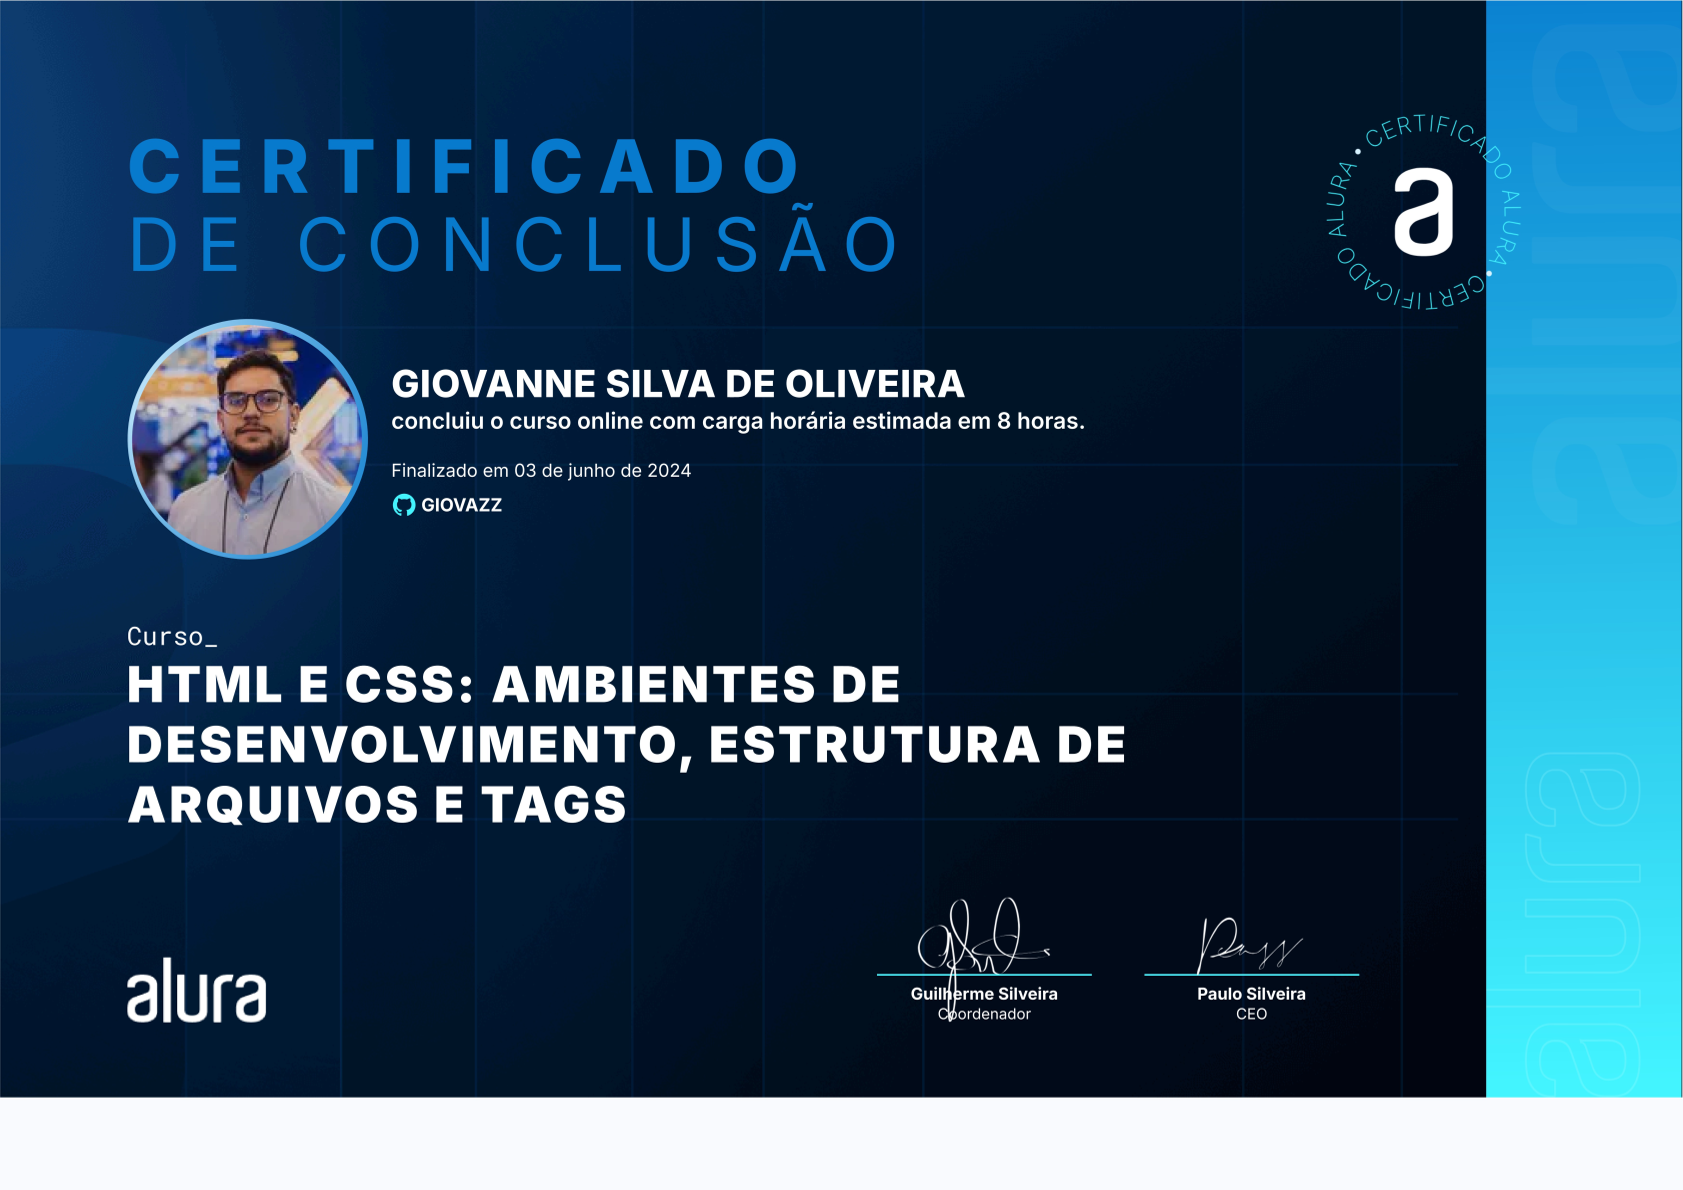 CERTIFICADO
DE CONCLUSÃO
CERTIFICADO ALURA • CERTIFICADO ALURA •
a
GIOVANNE SILVA DE OLIVEIRA
concluiu o curso online com carga horária estimada em 8 horas.
Finalizado em 03 de junho de 2024
GIOVAZZ
Curso_
HTML E CSS: AMBIENTES DE
DESENVOLVIMENTO, ESTRUTURA DE
ARQUIVOS E TAGS
alura
Guilherme Silveira
Coordenador
Paulo Silveira
CEO
alura
alura